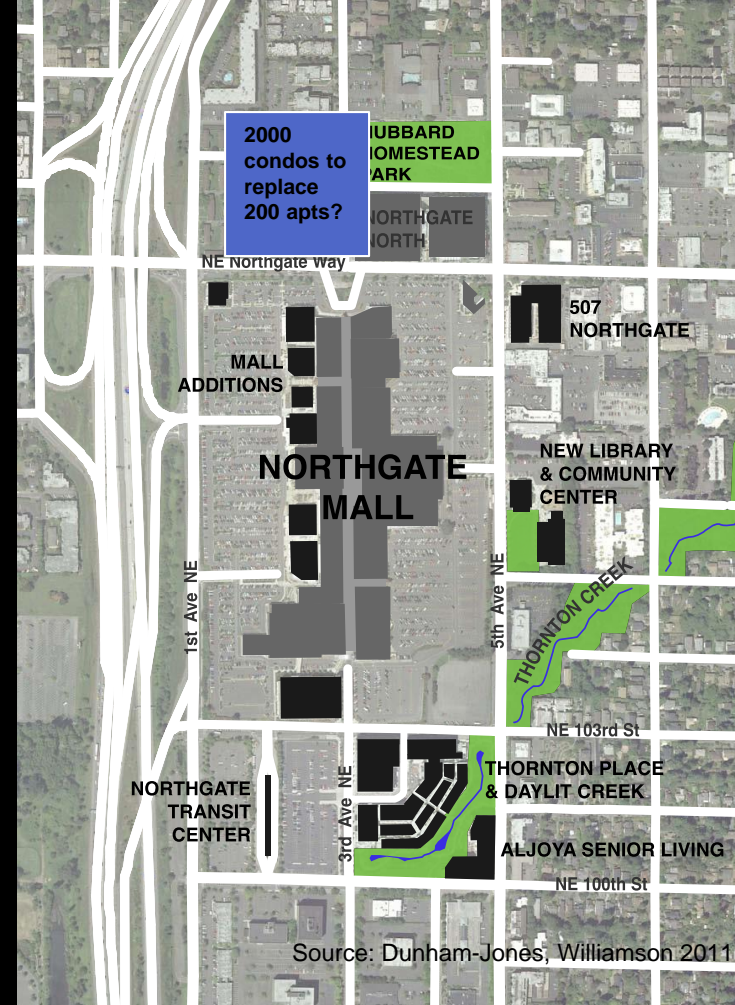 2000
condos to
replace
200 apts?
HUBBARD
HOMESTEAD
PARK
NORTHGATE
NORTH
NE Northgate Way
507
NORTHGATE
MALL
ADDITIONS
NORTHGATE
MALL
NEW LIBRARY
& COMMUNITY
CENTER
1st Ave NE
5th Ave NE
THORNTON CREEK
NE 103rd St
NORTHGATE
TRANSIT
CENTER
3rd Ave NE
THORNTON PLACE
& DAYLIT CREEK
ALJOYA SENIOR LIVING
NE 100th St
Source: Dunham-Jones, Williamson 2011